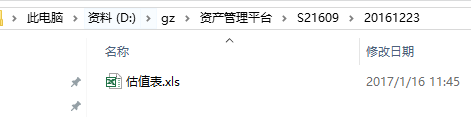 此电脑 > 资料 (D:) > gz > 资产管理平台 > S21609 > 20161223
名称 修改日期
估值表.xls 2017/1/16 11:45